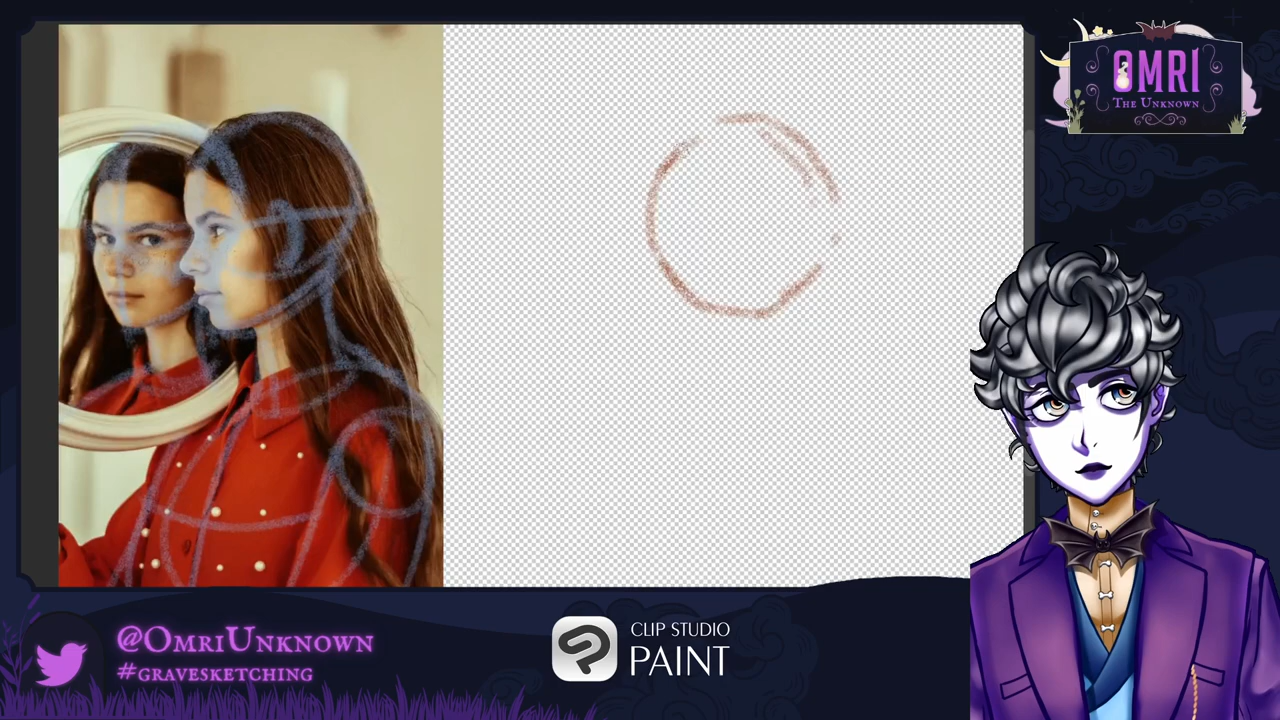 OMRI
THE UNKNOWN
@OMRIUNKNOWN
#GRAVESKETCHING
CLIP STUDIO
PAINT